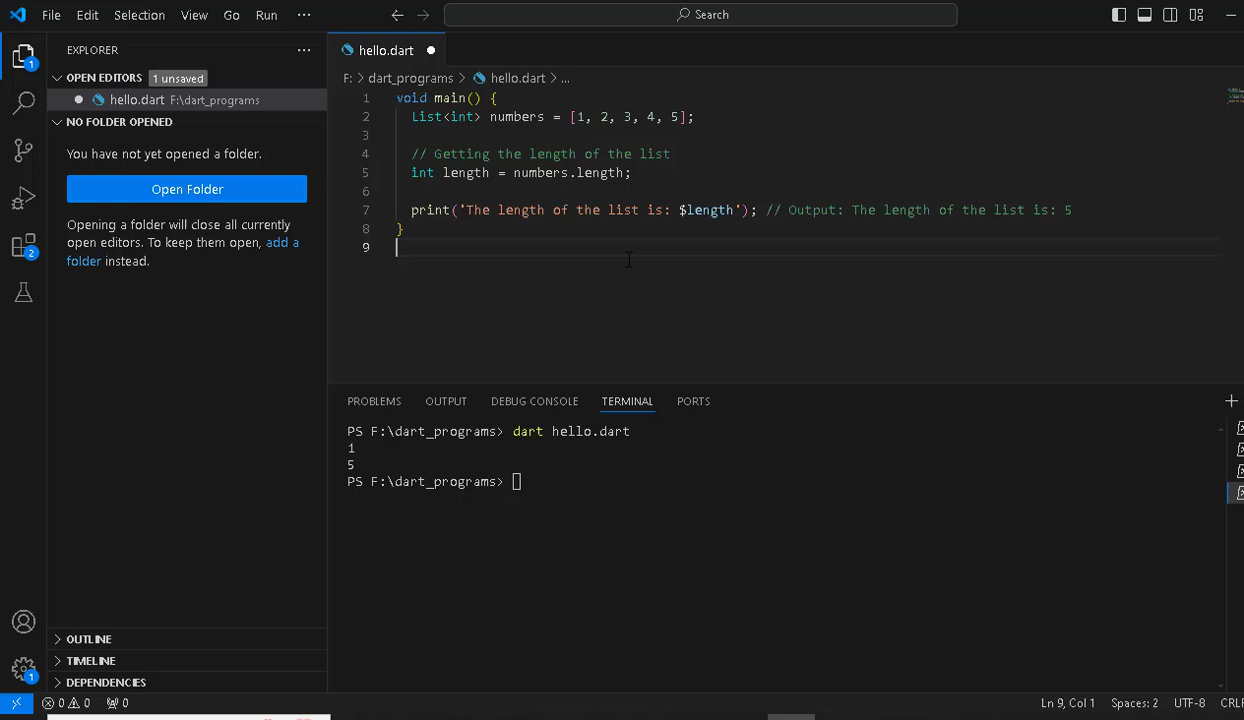 File Edit Selection View Go Run ··· Search
EXPLORER ···
OPEN EDITORS 1 unsaved
hello.dart F:\dart_programs
NO FOLDER OPENED
You have not yet opened a folder.
Open Folder
Opening a folder will close all currently
open editors. To keep them open, add a
folder instead.
OUTLINE
TIMELINE
DEPENDENCIES
1
2
1
hello.dart
F: > dart_programs > hello.dart > ...
1 void main() {
2 List<int> numbers = [1, 2, 3, 4, 5];
3
4 // Getting the length of the list
5 int length = numbers.length;
6
7 print('The length of the list is: $length'); // Output: The length of the list is: 5
8 }
9
PROBLEMS OUTPUT DEBUG CONSOLE TERMINAL PORTS
PS F:\dart_programs> dart hello.dart
1
5
PS F:\dart_programs>
0 0 0 Ln 9, Col 1 Spaces: 2 UTF-8 CRLF